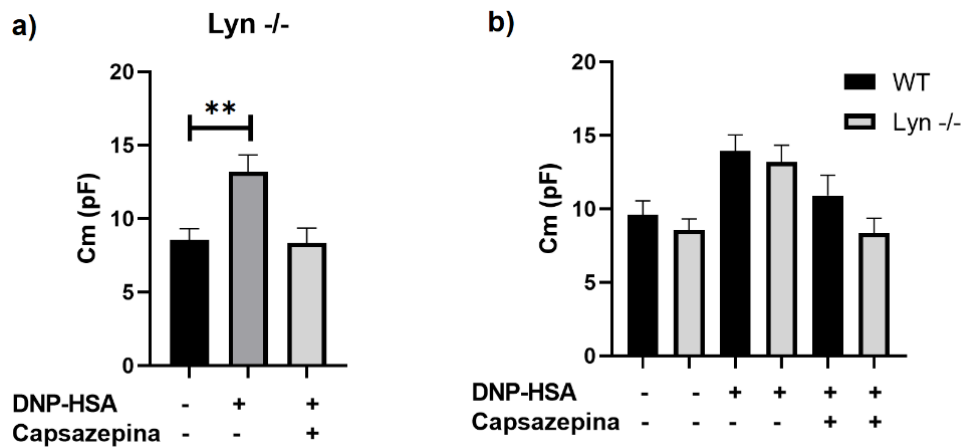 a)
Lyn -/-
Cm (pF)
20
15
10
5
0
**
DNP-HSA - + +
Capsazepina - - +
b)
Cm (pF)
20
15
10
5
0
WT
Lyn -/-
DNP-HSA - - + + + +
Capsazepina - - - - + +